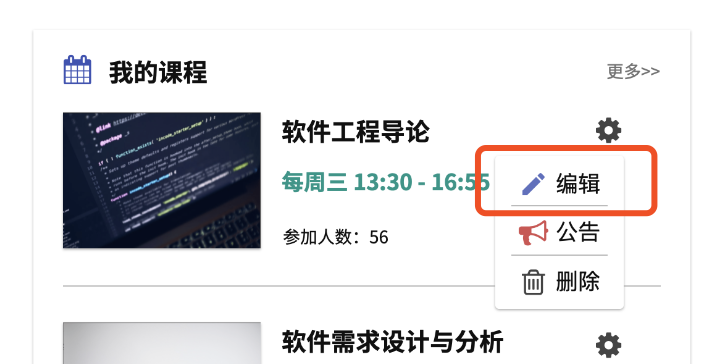 我的课程
更多>>
软件工程导论
每周三 13:30 - 16:55
参加人数：56
编辑
公告
删除
软件需求设计与分析